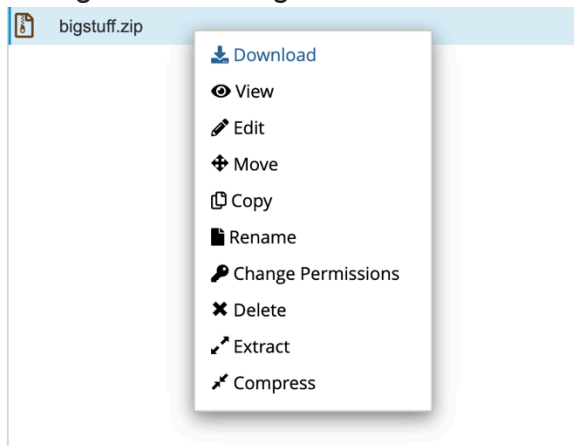 bigstuff.zip
Download
View
Edit
Move
Copy
Rename
Change Permissions
Delete
Extract
Compress